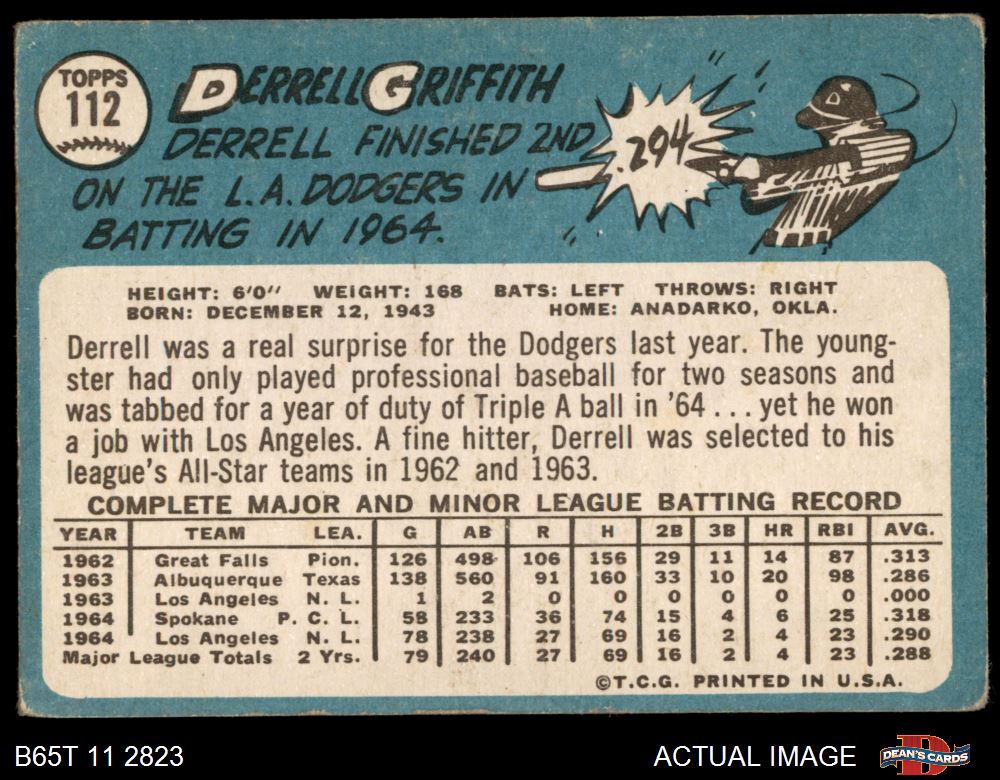 TOPPS
112
DERRELL GRIFFITH
DERRELL FINISHED 2ND
ON THE L.A. DODGERS IN
BATTING IN 1964.
.294
HEIGHT: 6'0" WEIGHT: 168 BATS: LEFT THROWS: RIGHT
BORN: DECEMBER 12, 1943 HOME: ANADARKO, OKLA.
Derrell was a real surprise for the Dodgers last year. The young-
ster had only played professional baseball for two seasons and
was tabbed for a year of duty of Triple A ball in '64 ... yet he won
a job with Los Angeles. A fine hitter, Derrell was selected to his
league's All-Star teams in 1962 and 1963.
COMPLETE MAJOR AND MINOR LEAGUE BATTING RECORD
YEAR TEAM LEA. G AB R H 2B 3B HR RBI AVG.
1962 Great Falls Pion. 126 498 106 156 29 11 14 87 .313
1963 Albuquerque Texas 138 560 91 160 33 10 20 98 .286
1963 Los Angeles N. L. 1 2 0 0 0 0 0 0 .000
1964 Spokane P. C. L. 58 233 36 74 15 4 6 25 .318
1964 Los Angeles N. L. 78 238 27 69 16 2 4 23 .290
Major League Totals 2 Yrs. 79 240 27 69 16 2 4 23 .288
©T.C.G. PRINTED IN U.S.A.
B65T 11 2823
ACTUAL IMAGE
D
DEAN'S CARDS